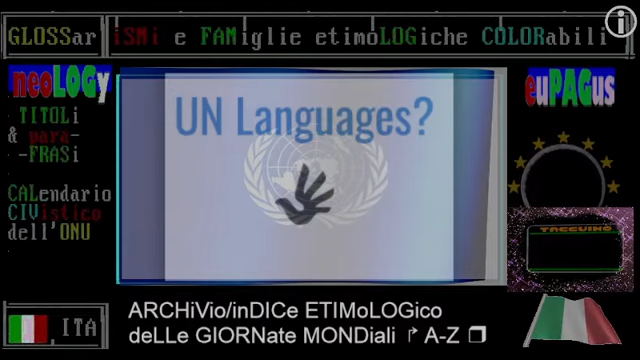 GLOSSar iSMi e FAMiglie etimoLOGiche COLORabili
i
neoLOGy
TITOLi
& para-
-FRASi
CALendario
CIVistico
dell'ONU
UN Languages?
euPAGus
TACCUINO
ITA
ARCHiVio/inDICe ETIMoLOGico
deLLe GIORNate MONDiali ↱ A-Z ❐